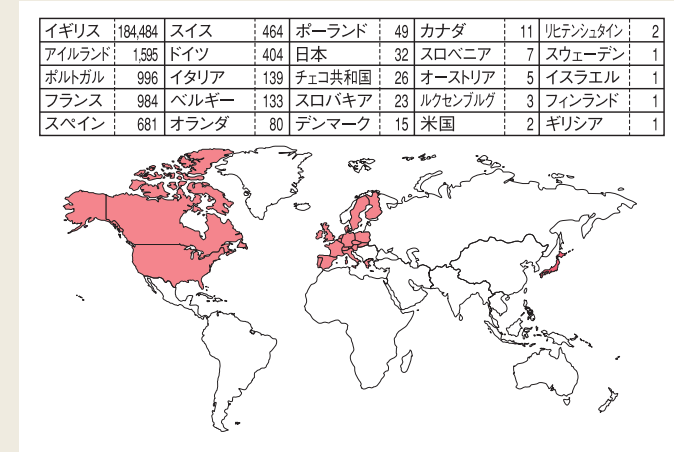 イギリス 184,484 スイス 464 ポーランド 49 カナダ 11 リヒテンシュタイン 2
アイルランド 1,595 ドイツ 404 日本 32 スロベニア 7 スウェーデン 1
ポルトガル 996 イタリア 139 チェコ共和国 26 オーストリア 5 イスラエル 1
フランス 984 ベルギー 133 スロバキア 23 ルクセンブルグ 3 フィンランド 1
スペイン 681 オランダ 80 デンマーク 15 米国 2 ギリシア 1